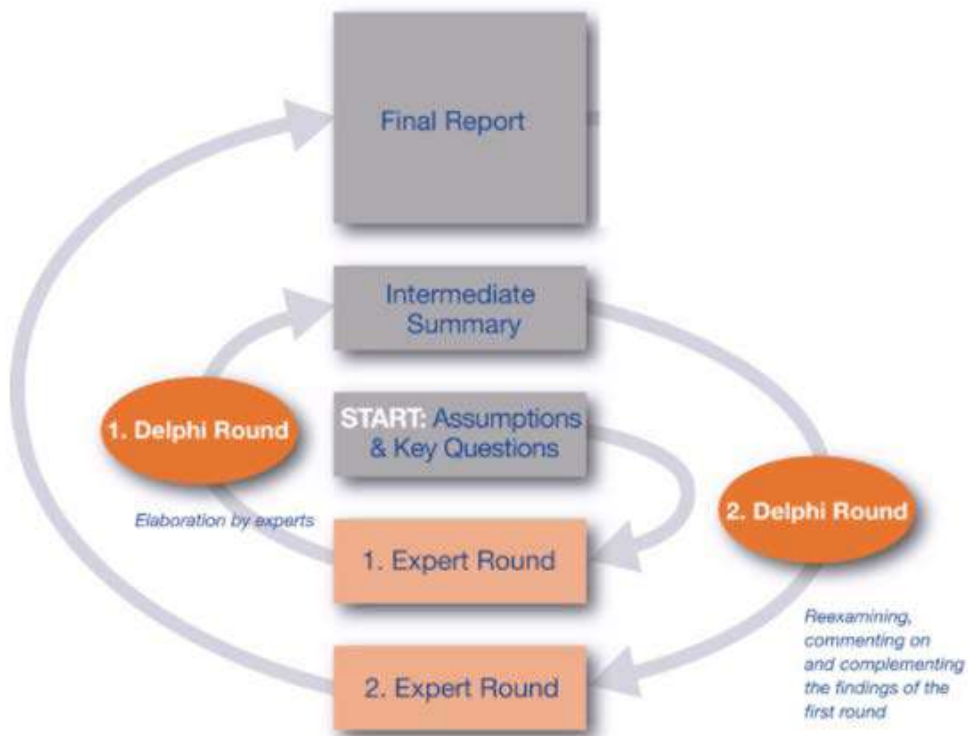 Final Report
Intermediate
Summary
START: Assumptions
& Key Questions
1. Delphi Round
Elaboration by experts
2. Delphi Round
1. Expert Round
Reexamining,
commenting on
and complementing
the findings of the
first round
2. Expert Round